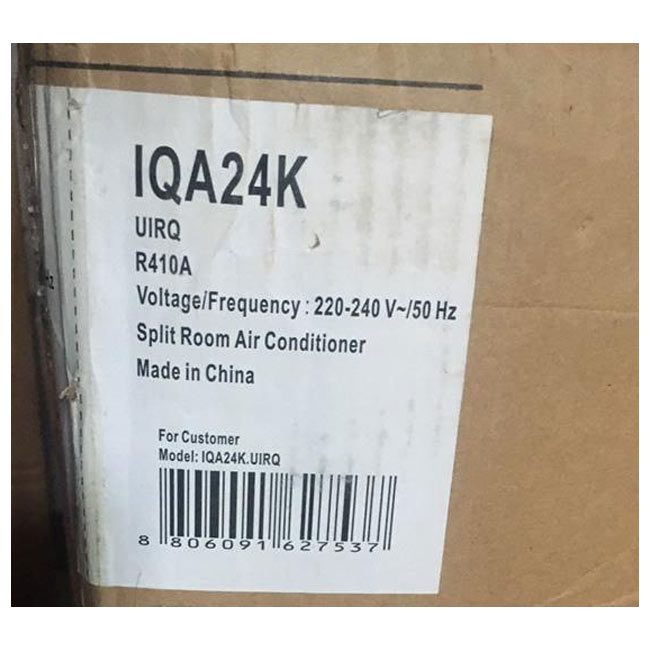 IQA24K
UIRQ
R410A
Voltage/Frequency : 220-240 V~/50 Hz
Split Room Air Conditioner
Made in China
For Customer
Model: IQA24K.UIRQ
8 806091 627537